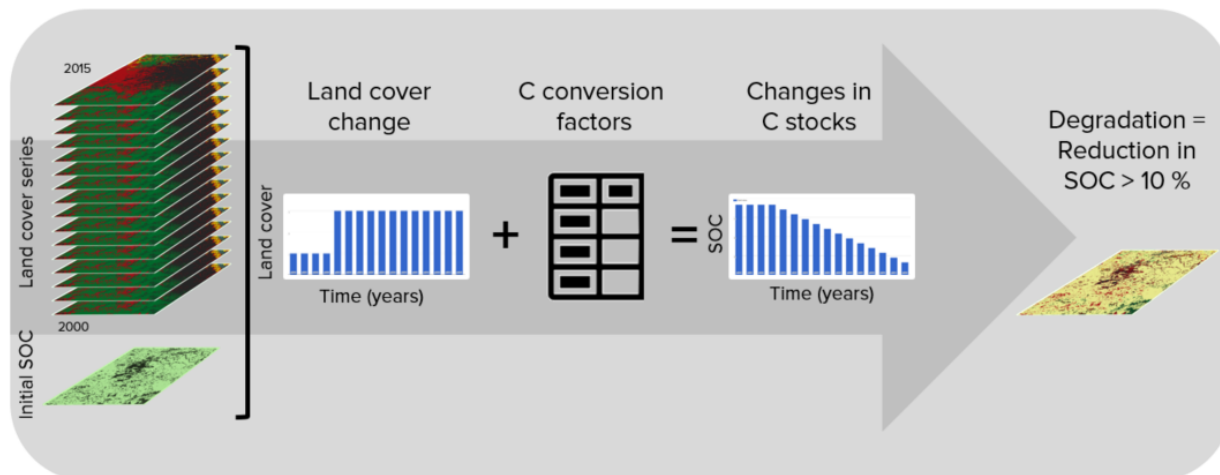 2015
Land cover series
2000
Initial SOC
Land cover
change
Land cover
Time (years)
+
C conversion
factors
=
Changes in
C stocks
SOC
Time (years)
Degradation =
Reduction in
SOC > 10 %